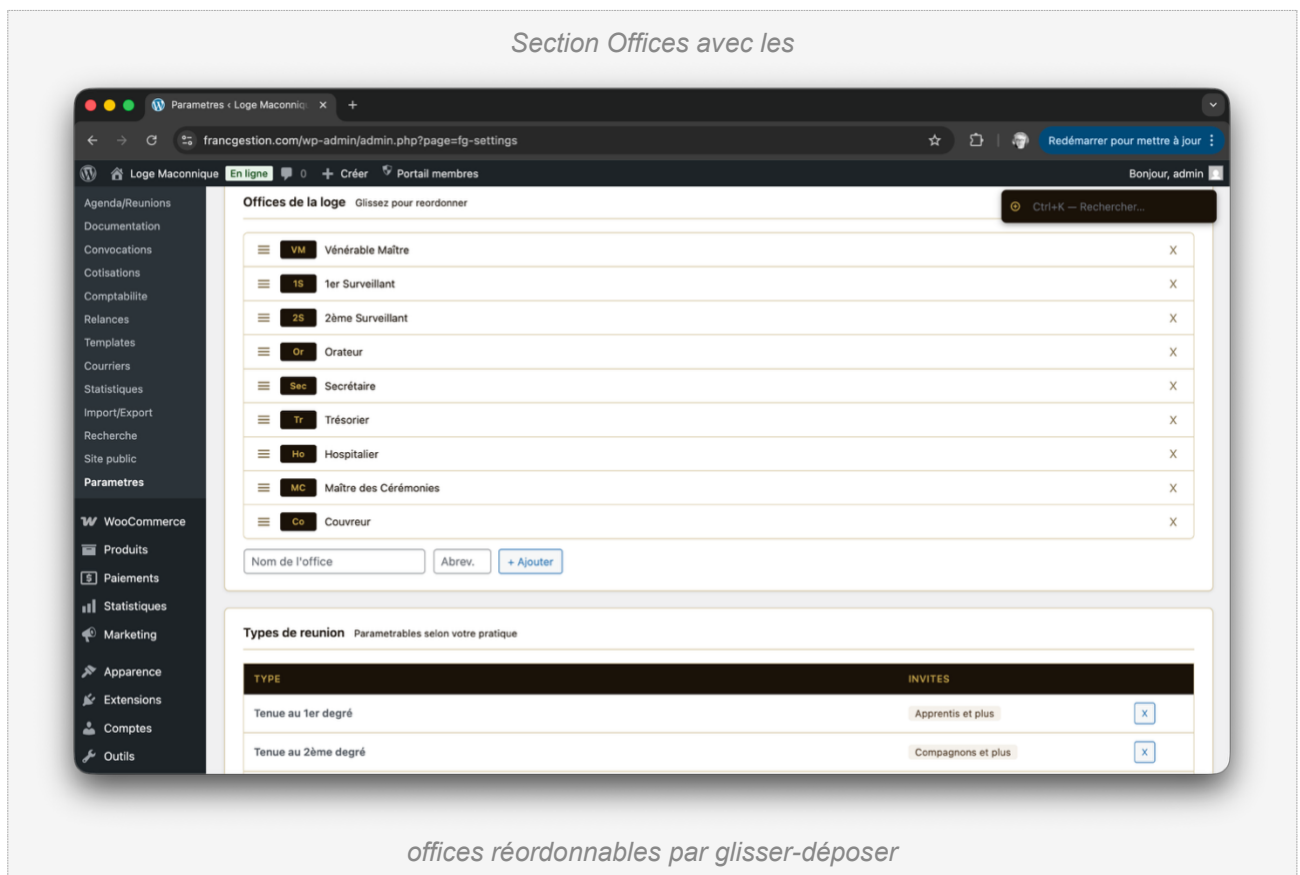 Section Offices avec les
Parametres ‹ Loge Maconniq
francgestion.com/wp-admin/admin.php?page=fg-settings
Redémarrer pour mettre à jour
Loge Maconnique En ligne 0 + Créer Portail membres
Bonjour, admin
Agenda/Reunions
Documentation
Convocations
Cotisations
Comptabilite
Relances
Templates
Courriers
Statistiques
Import/Export
Recherche
Site public
Parametres
WooCommerce
Produits
Paiements
Statistiques
Marketing
Apparence
Extensions
Comptes
Outils
Offices de la loge Glissez pour reordonner
Ctrl+K — Rechercher...
VM Vénérable Maître X
1S 1er Surveillant X
2S 2ème Surveillant X
Or Orateur X
Sec Secrétaire X
Tr Trésorier X
Ho Hospitalier X
MC Maître des Cérémonies X
Co Couvreur X
Nom de l'office Abrev. + Ajouter
Types de reunion Parametrables selon votre pratique
TYPE INVITES
Tenue au 1er degré Apprentis et plus X
Tenue au 2ème degré Compagnons et plus X
offices réordonnables par glisser-déposer